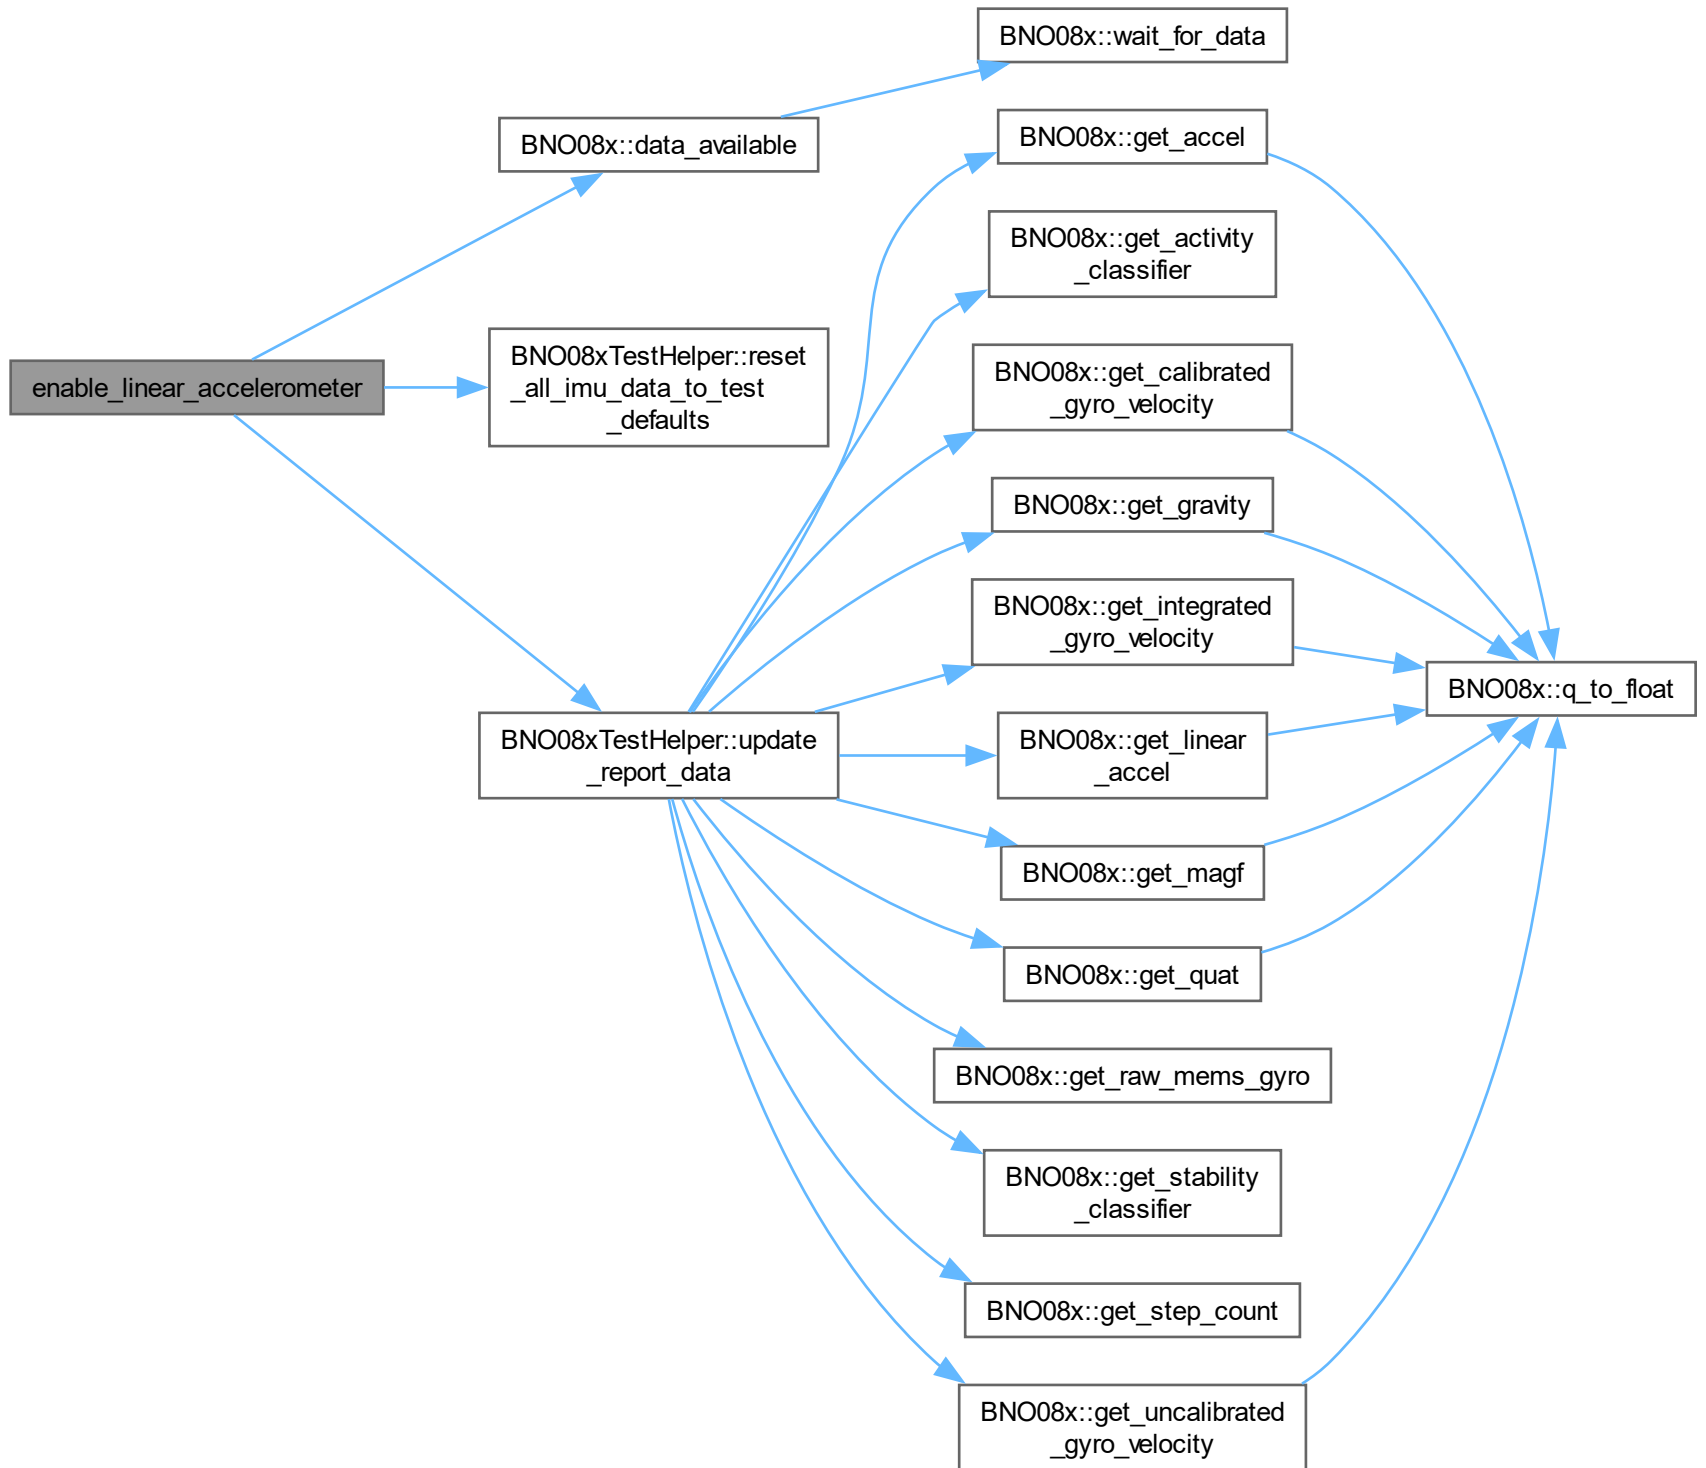 enable_linear_accelerometer
BNO08x::data_available
BNO08x::wait_for_data
BNO08xTestHelper::reset
_all_imu_data_to_test
_defaults
BNO08xTestHelper::update
_report_data
BNO08x::get_accel
BNO08x::get_activity
_classifier
BNO08x::get_calibrated
_gyro_velocity
BNO08x::get_gravity
BNO08x::get_integrated
_gyro_velocity
BNO08x::get_linear
_accel
BNO08x::get_magf
BNO08x::get_quat
BNO08x::get_raw_mems_gyro
BNO08x::get_stability
_classifier
BNO08x::get_step_count
BNO08x::get_uncalibrated
_gyro_velocity
BNO08x::q_to_float